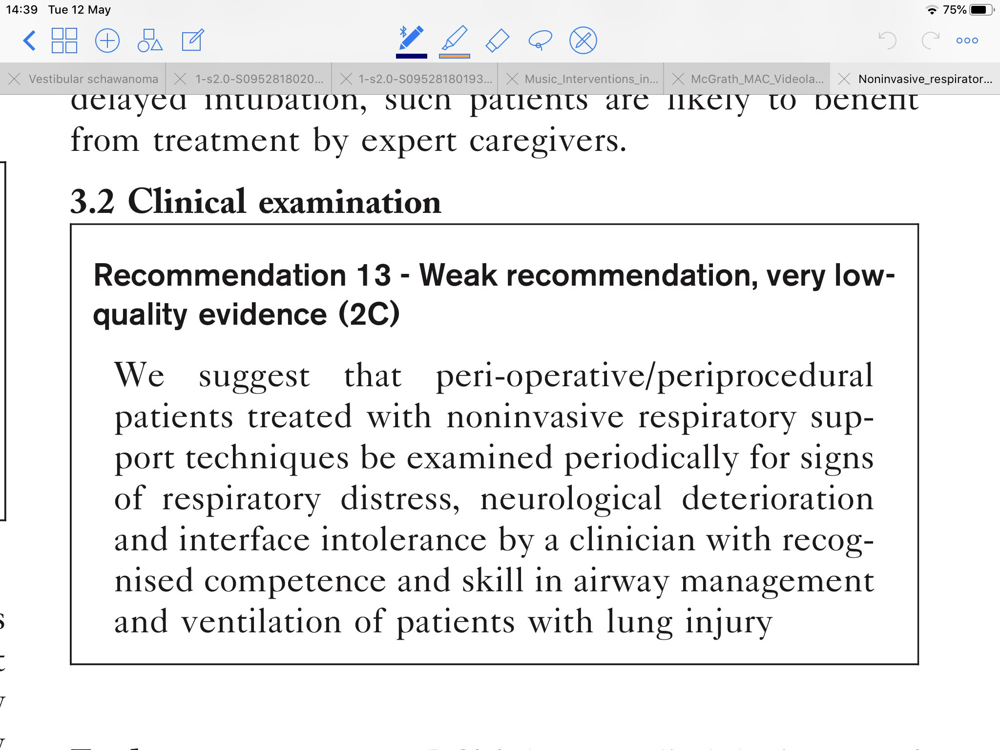 14:39 Tue 12 May
75%
Vestibular schawanoma
1-s2.0-S0952818020...
1-s2.0-S09528180193...
Music_Interventions_in...
McGrath_MAC_Videola...
Noninvasive_respirator...
delayed intubation, such patients are likely to benefit
from treatment by expert caregivers.
3.2 Clinical examination
Recommendation 13 - Weak recommendation, very low-
quality evidence (2C)
We suggest that peri-operative/periprocedural
patients treated with noninvasive respiratory sup-
port techniques be examined periodically for signs
of respiratory distress, neurological deterioration
and interface intolerance by a clinician with recog-
nised competence and skill in airway management
and ventilation of patients with lung injury